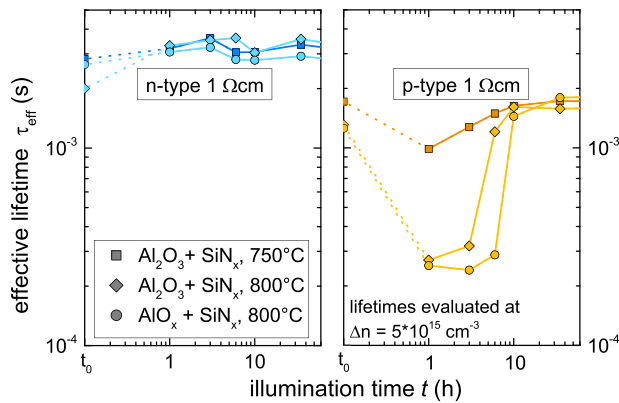 effective lifetime τeff (s)
10⁻³
10⁻⁴
n-type 1 Ωcm
p-type 1 Ωcm
Al₂O₃+ SiNₓ, 750°C
Al₂O₃+ SiNₓ, 800°C
AlOₓ + SiNₓ, 800°C
lifetimes evaluated at
Δn = 5*10¹⁵ cm⁻³
10⁻³
10⁻⁴
t₀ 1 10 t₀ 1 10
illumination time t (h)